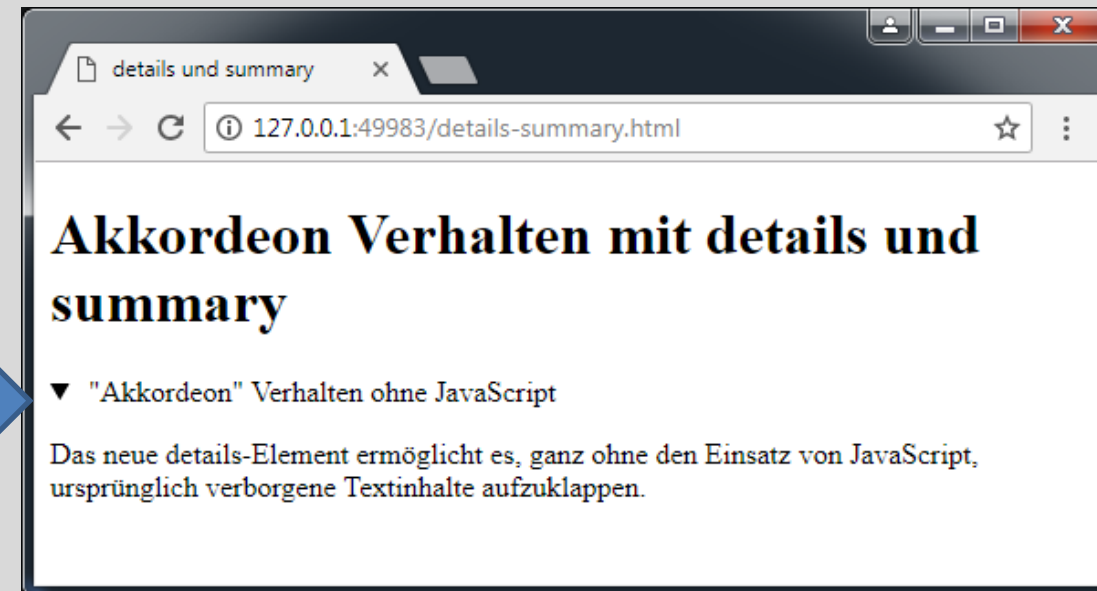 details und summary
127.0.0.1:49983/details-summary.html
Akkordeon Verhalten mit details und
summary
"Akkordeon" Verhalten ohne JavaScript
Das neue details-Element ermöglicht es, ganz ohne den Einsatz von JavaScript,
ursprünglich verborgene Textinhalte aufzuklappen.